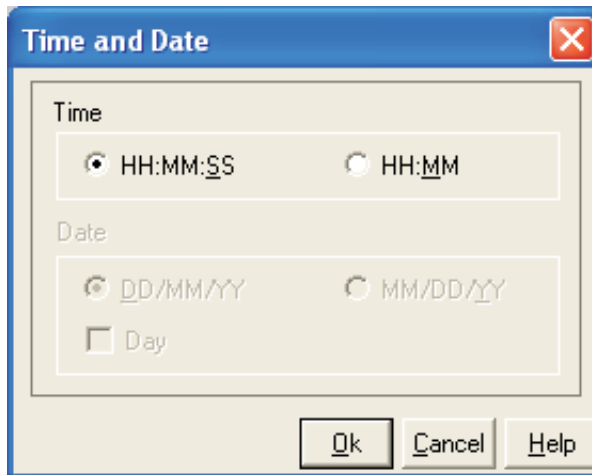 Time and Date
Time
HH:MM:SS HH:MM
Date
DD/MM/YY MM/DD/YY
Day
Ok Cancel Help